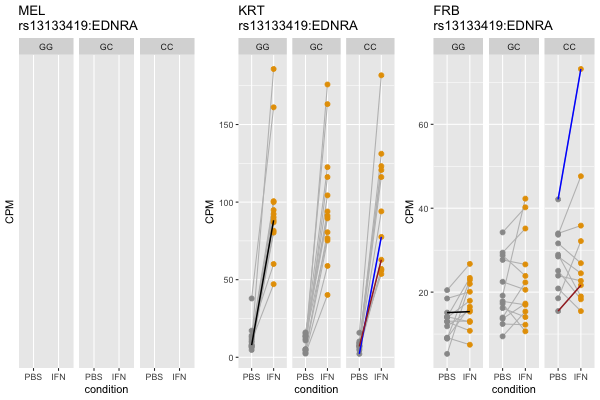 MEL
rs13133419:EDNRA
GG GC CC
CPM
PBS IFN PBS IFN PBS IFN
condition
KRT
rs13133419:EDNRA
GG GC CC
CPM
150
100
50
0
PBS IFN PBS IFN PBS IFN
condition
FRB
rs13133419:EDNRA
GG GC CC
CPM
60
40
20
PBS IFN PBS IFN PBS IFN
condition